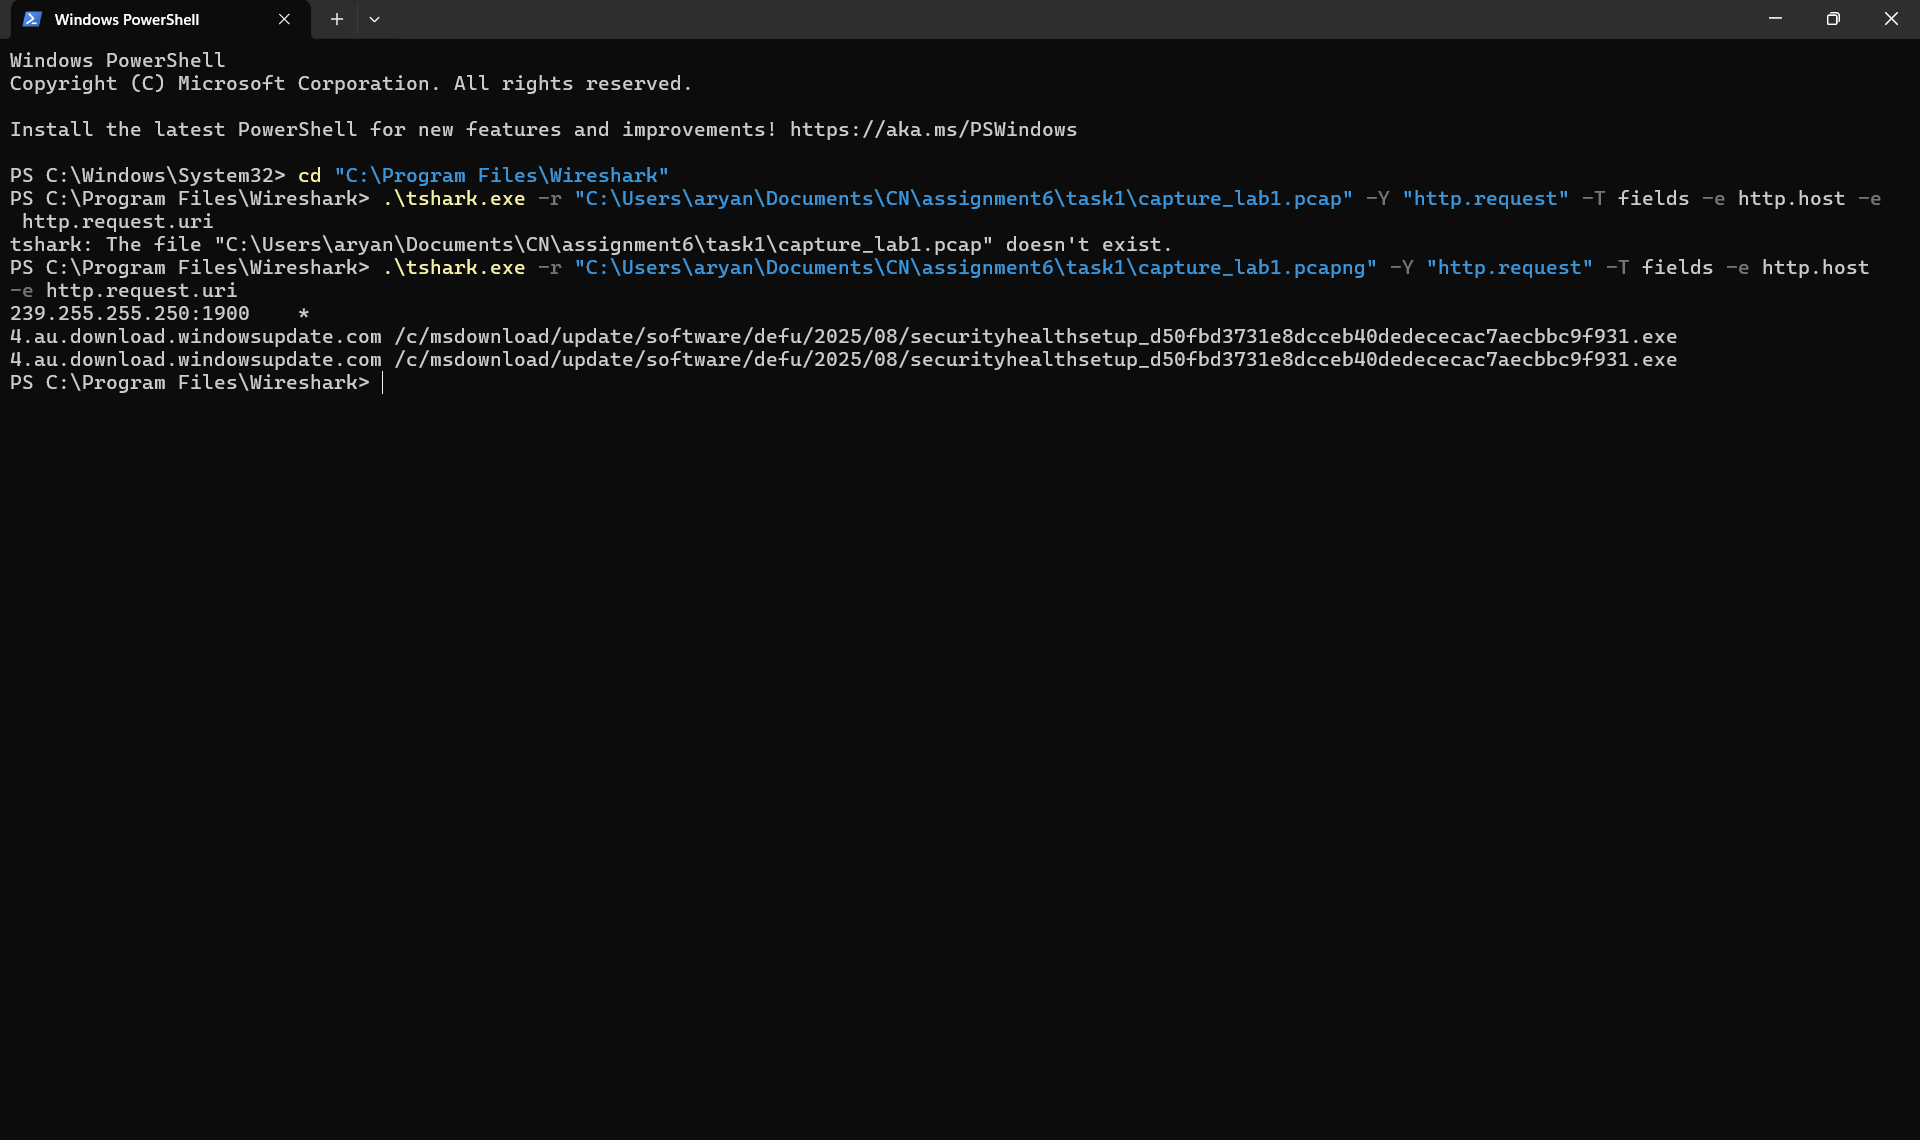 Windows PowerShell
Windows PowerShell
Copyright (C) Microsoft Corporation. All rights reserved.
Install the latest PowerShell for new features and improvements! https://aka.ms/PSWindows
PS C:\Windows\System32> cd "C:\Program Files\Wireshark"
PS C:\Program Files\Wireshark> .\tshark.exe -r "C:\Users\aryan\Documents\CN\assignment6\task1\capture_lab1.pcap" -Y "http.request" -T fields -e http.host -e
http.request.uri
tshark: The file "C:\Users\aryan\Documents\CN\assignment6\task1\capture_lab1.pcap" doesn't exist.
PS C:\Program Files\Wireshark> .\tshark.exe -r "C:\Users\aryan\Documents\CN\assignment6\task1\capture_lab1.pcapng" -Y "http.request" -T fields -e http.host
-e http.request.uri
239.255.255.250:1900    *
4.au.download.windowsupdate.com /c/msdownload/update/software/defu/2025/08/securityhealthsetup_d50fbd3731e8dcceb40dedececac7aecbbc9f931.exe
4.au.download.windowsupdate.com /c/msdownload/update/software/defu/2025/08/securityhealthsetup_d50fbd3731e8dcceb40dedececac7aecbbc9f931.exe
PS C:\Program Files\Wireshark>